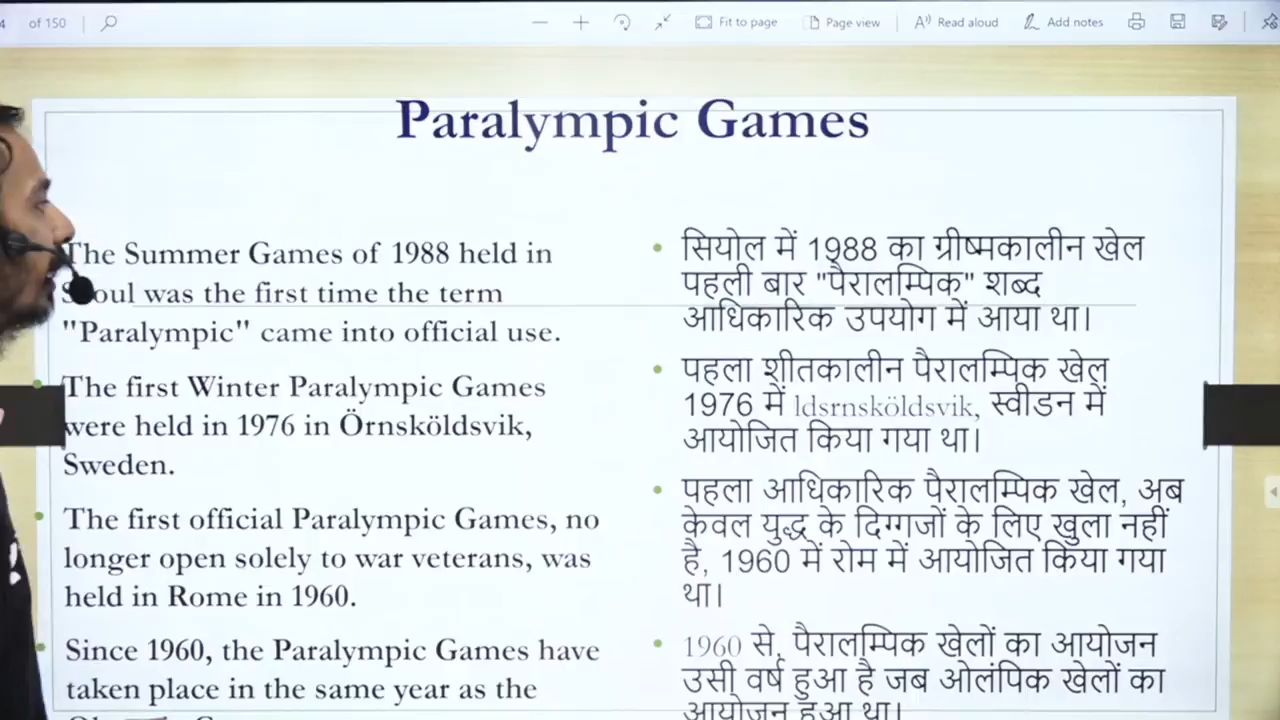 4 of 150
Fit to page
Page view
Read aloud
Add notes
Paralympic Games
The Summer Games of 1988 held in
was the first time the term
"Paralympic" came into official use.
The first Winter Paralympic Games
were held in 1976 in Örnsköldsvik,
Sweden.
The first official Paralympic Games, no
longer open solely to war veterans, was
held in Rome in 1960.
Since 1960, the Paralympic Games have
taken place in the same year as the
सियोल में 1988 का ग्रीष्मकालीन खेल
पहली बार "पैरालम्पिक" शब्द
आधिकारिक उपयोग में आया था।
पहला शीतकालीन पैरालम्पिक खेल
1976 में ldsrnsköldsvik, स्वीडन में
आयोजित किया गया था।
पहला आधिकारिक पैरालम्पिक खेल, अब
केवल युद्ध के दिग्गजों के लिए खुला नहीं
है, 1960 में रोम में आयोजित किया गया
था।
1960 से, पैरालम्पिक खेलों का आयोजन
उसी वर्ष हुआ है जब ओलंपिक खेलों का
आयोजन हुआ था।